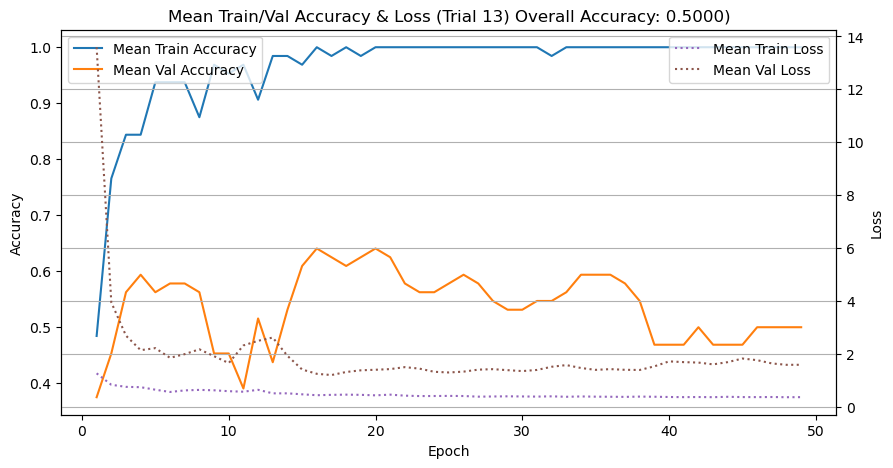 Mean Train/Val Accuracy & Loss (Trial 13) Overall Accuracy: 0.5000)
Mean Train Accuracy
Mean Val Accuracy
Mean Train Loss
Mean Val Loss
Accuracy
1.0
0.9
0.8
0.7
0.6
0.5
0.4
14
12
10
8
6
4
2
0
Loss
0 10 20 30 40 50
Epoch